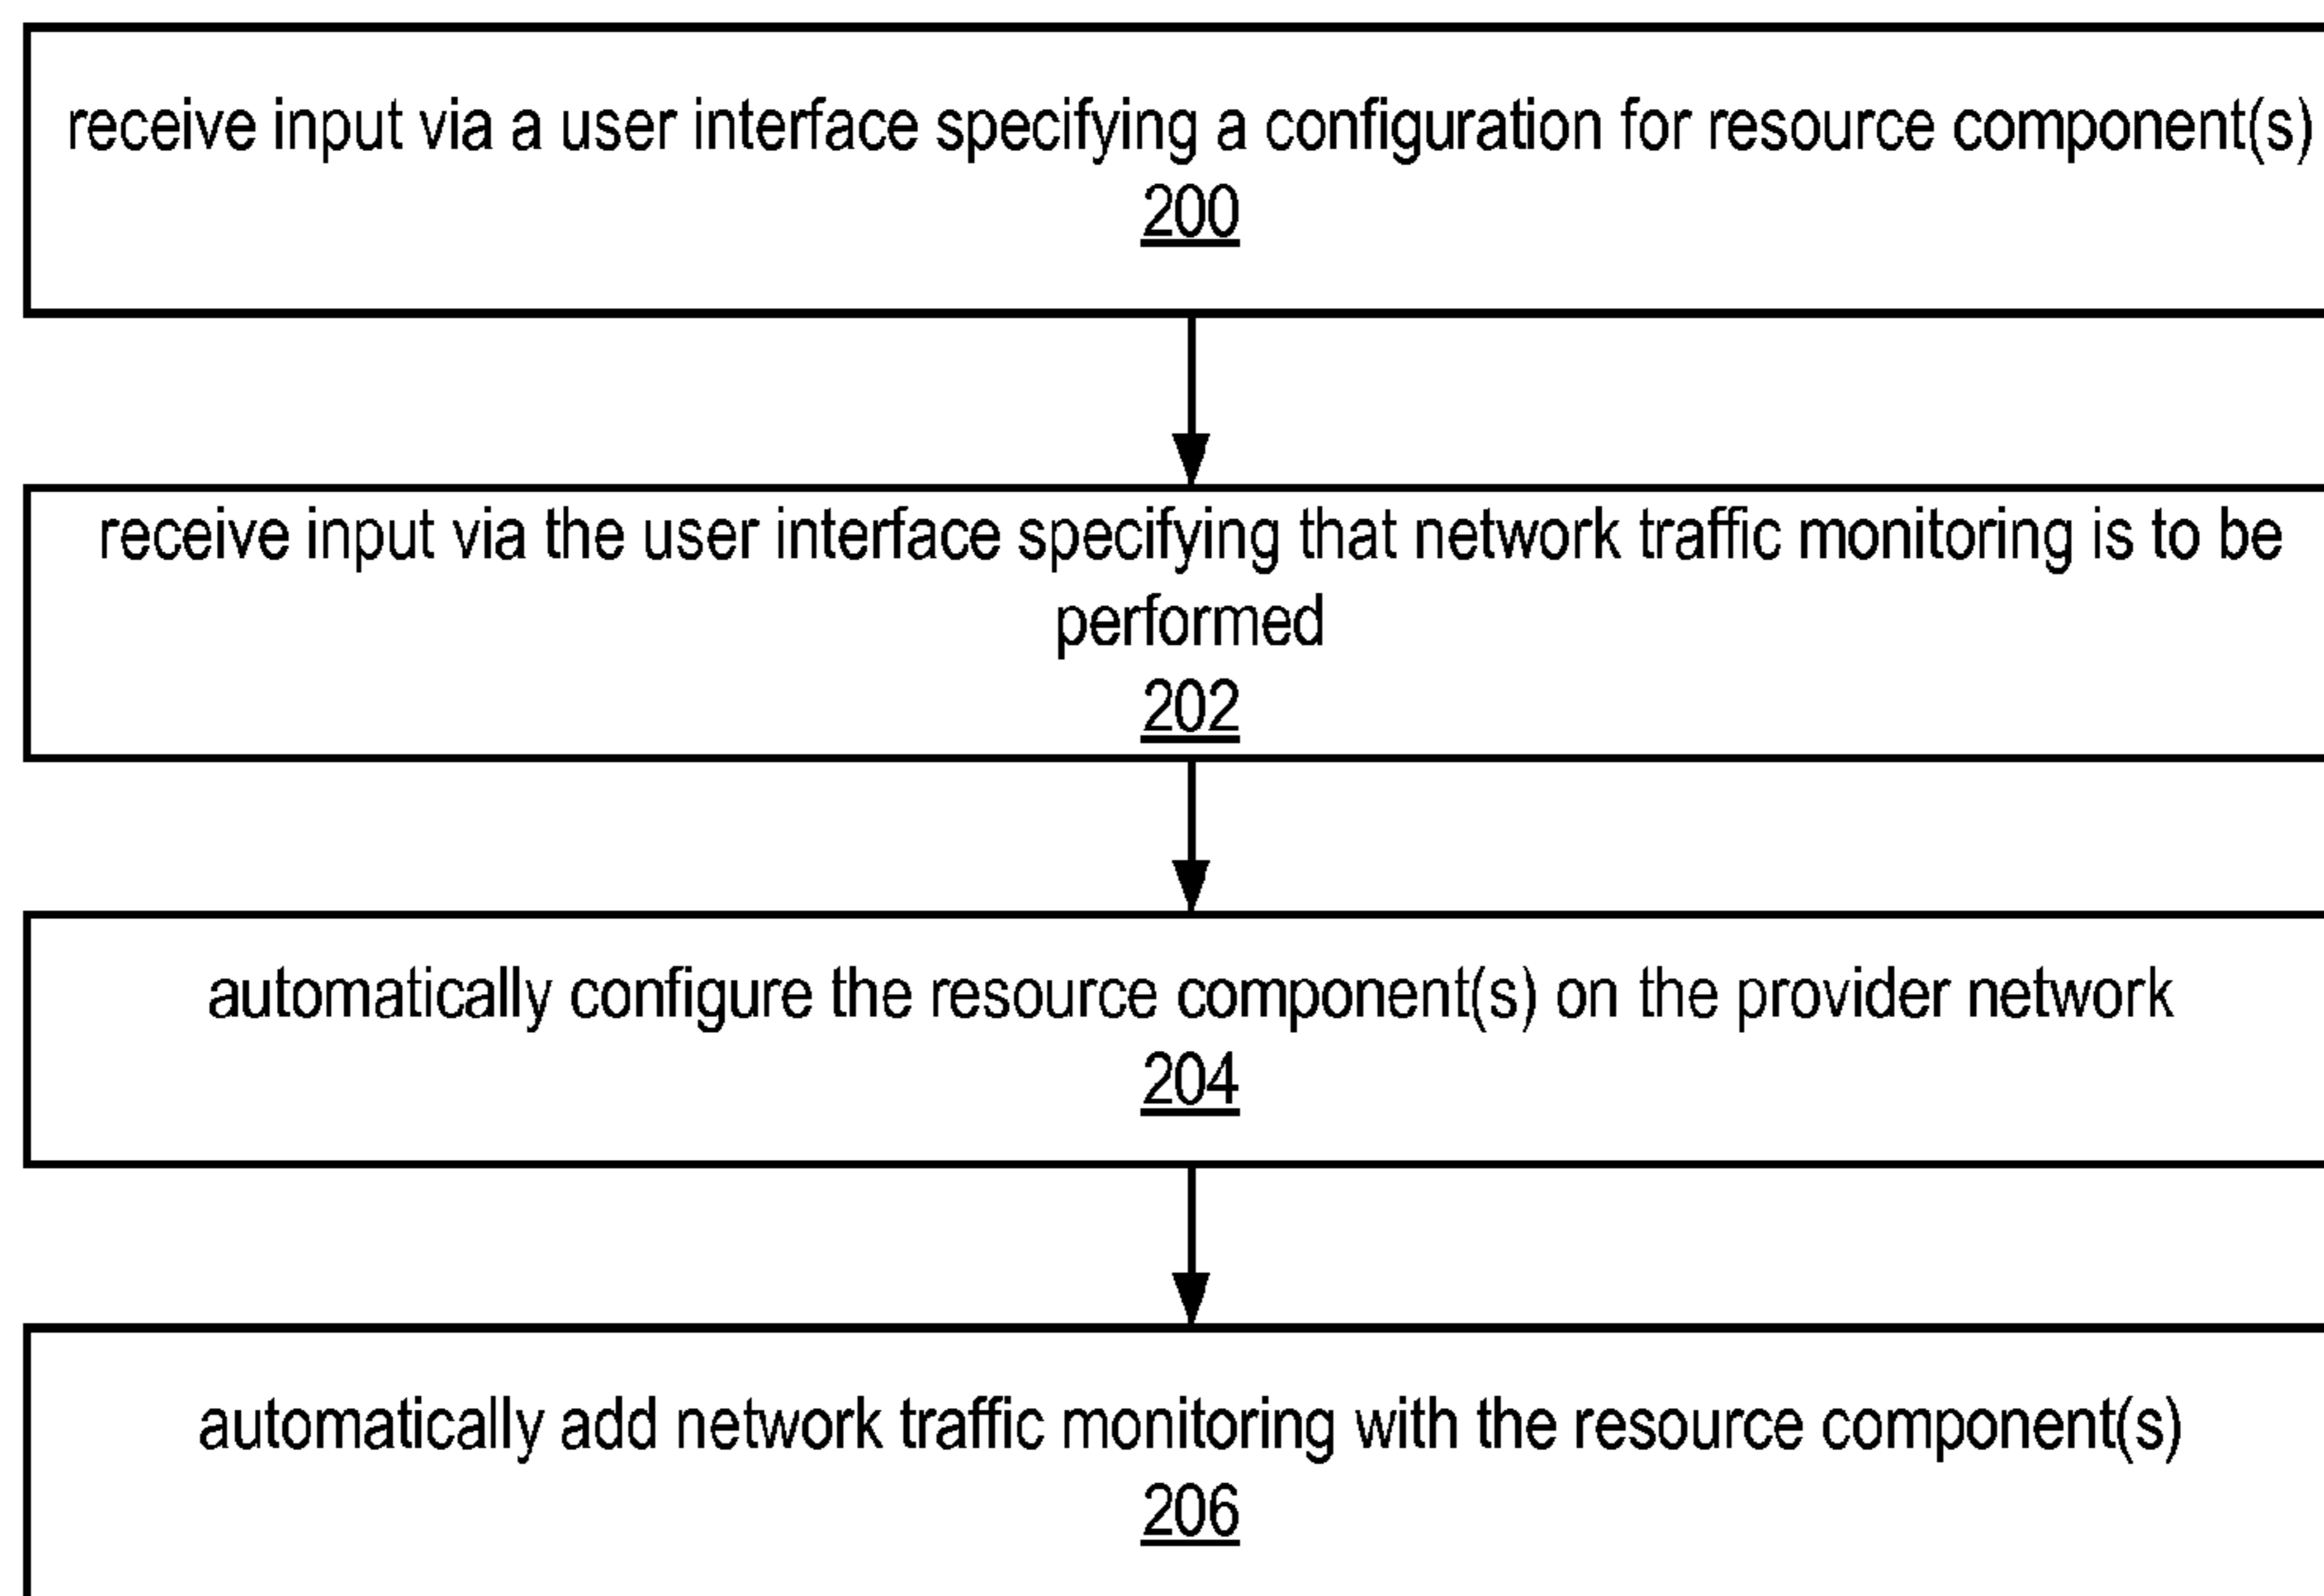 receive input via a user interface specifying a configuration for resource component(s)
200
receive input via the user interface specifying that network traffic monitoring is to be
performed
202
automatically configure the resource component(s) on the provider network
204
automatically add network traffic monitoring with the resource component(s)
206